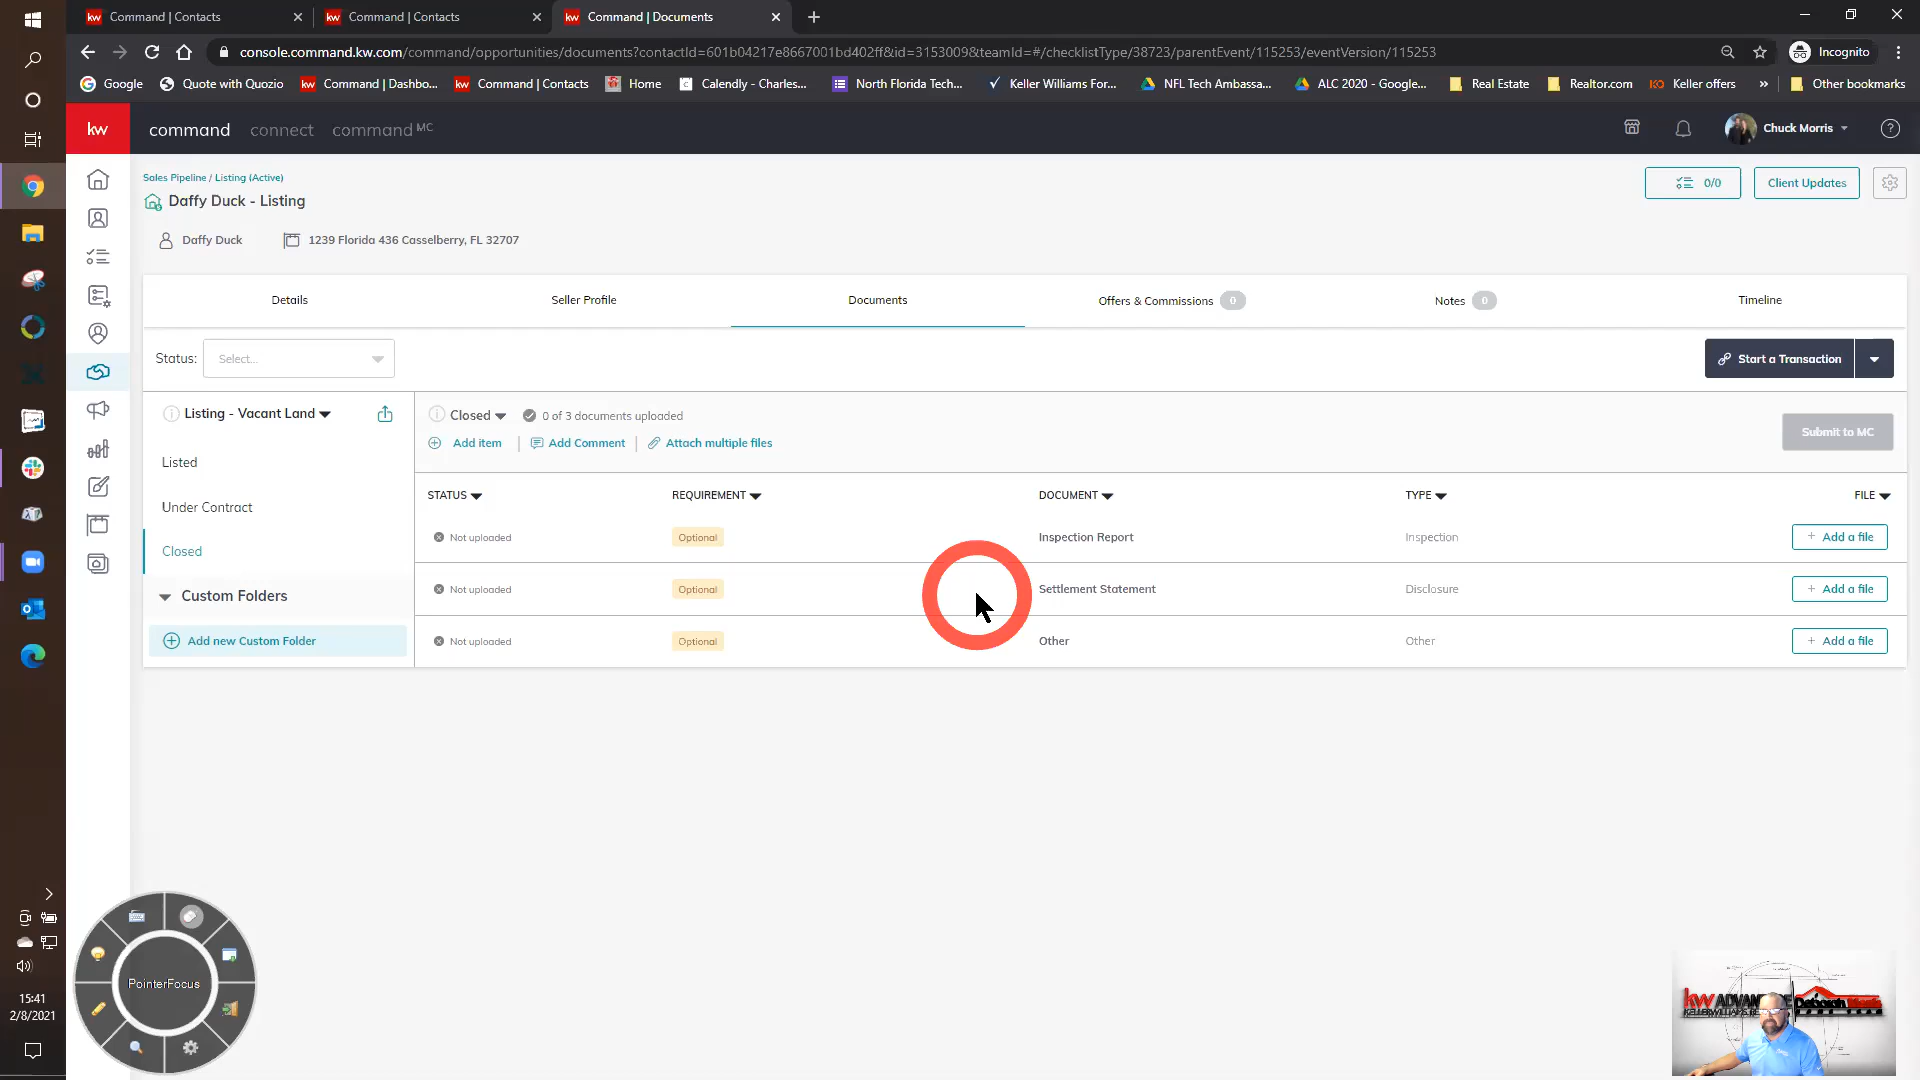 Command | Contacts
Command | Contacts
Command | Documents
console.command.kw.com/command/opportunities/documents?contactId=601b04217e8667001bd402ff&id=3153009&teamId=#/checklistType/38723/parentEvent/115253/eventVersion/115253
Incognito
Google
Quote with Quozio
Command | Dashbo...
Command | Contacts
Home
Calendly - Charles...
North Florida Tech...
Keller Williams For...
NFL Tech Ambassa...
ALC 2020 - Google...
Real Estate
Realtor.com
Keller offers
Other bookmarks
kw
command
connect
command MC
Chuck Morris
Sales Pipeline / Listing (Active)
0/0
Client Updates
Daffy Duck - Listing
Daffy Duck
1239 Florida 436 Casselberry, FL 32707
Details
Seller Profile
Documents
Offers & Commissions 0
Notes 0
Timeline
Status:
Select...
Start a Transaction
Listing - Vacant Land
Closed
0 of 3 documents uploaded
Add item
Add Comment
Attach multiple files
Submit to MC
Listed
Under Contract
Closed
Custom Folders
Add new Custom Folder
STATUS
REQUIREMENT
DOCUMENT
TYPE
FILE
Not uploaded
Optional
Inspection Report
Inspection
+ Add a file
Not uploaded
Optional
Settlement Statement
Disclosure
+ Add a file
Not uploaded
Optional
Other
Other
+ Add a file
PointerFocus
15:41
2/8/2021